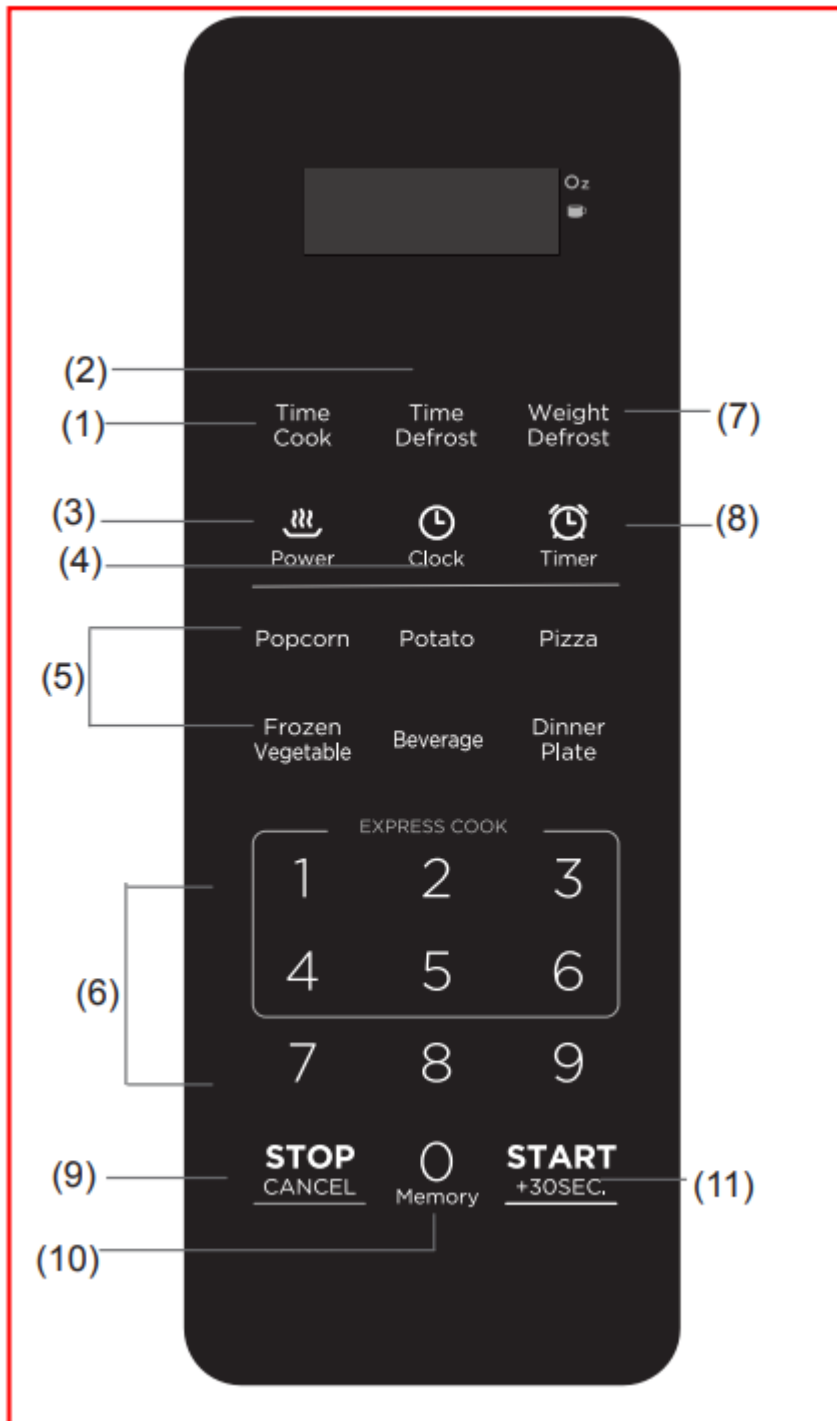 Oz
(2)
Time Cook
Time Defrost
Weight Defrost
(1)
(7)
(3)
(8)
Power
Clock
Timer
(4)
Popcorn
Potato
Pizza
(5)
Frozen Vegetable
Beverage
Dinner Plate
EXPRESS COOK
1 2 3
4 5 6
(6)
7 8 9
STOP
CANCEL
0
Memory
START
+30SEC.
(9)
(11)
(10)